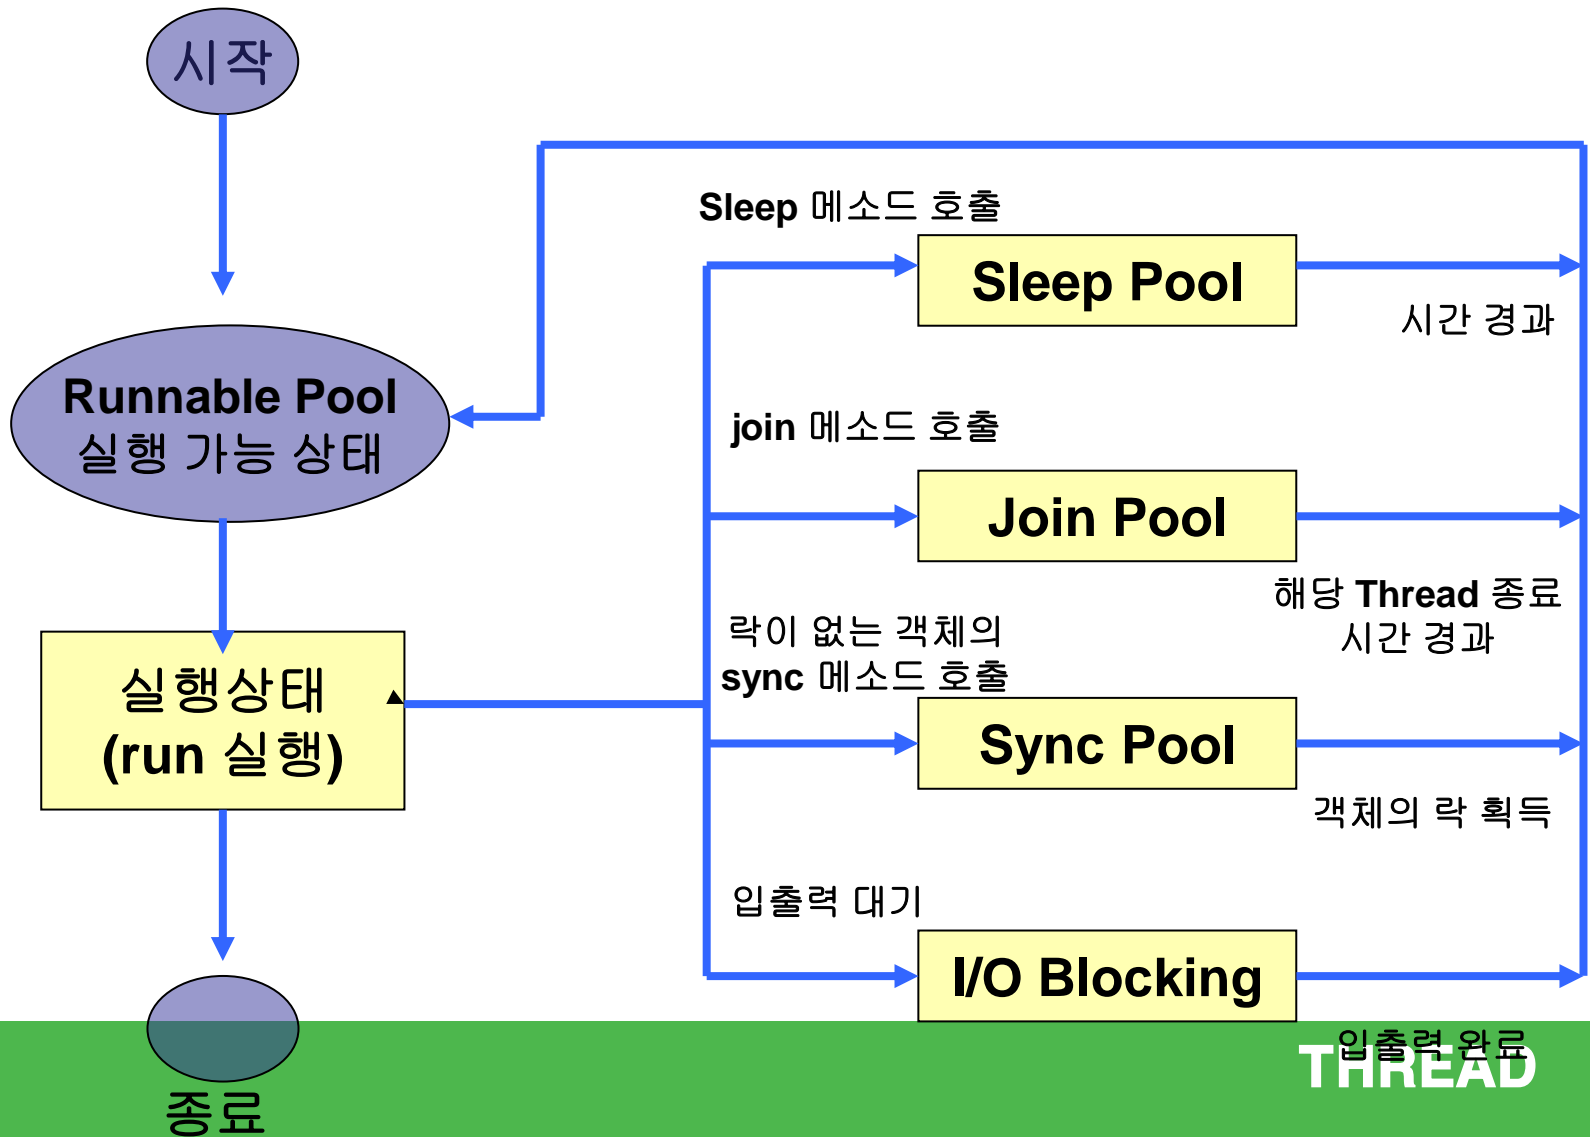 시작
Sleep 메소드 호출
Sleep Pool
시간 경과
Runnable Pool
실행 가능 상태
join 메소드 호출
Join Pool
해당 Thread 종료
시간 경과
락이 없는 객체의
sync 메소드 호출
실행상태
(run 실행)
Sync Pool
객체의 락 획득
입출력 대기
I/O Blocking
입출력 완료
THREAD
종료